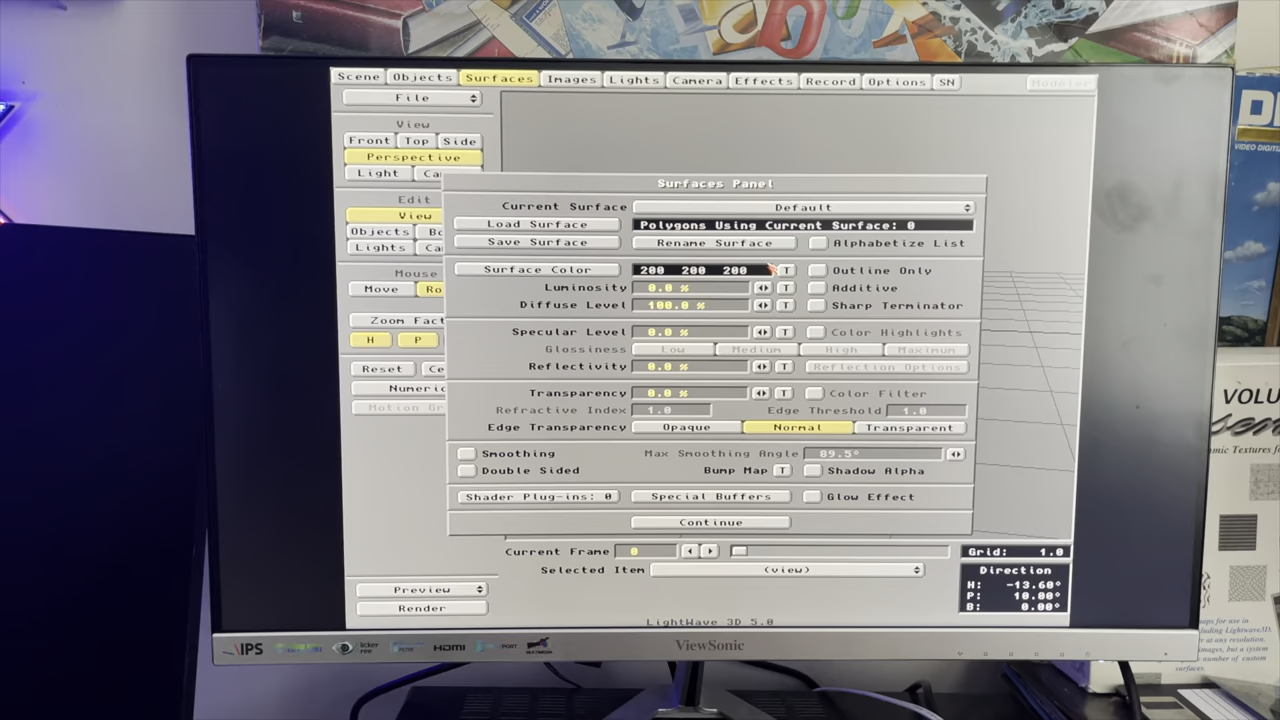 Scene Objects Surfaces Images Lights Camera Effects Record Options SN Modeler
File
View
Front Top Side
Perspective
Light
Edit
View
Objects
Lights
Mouse
Move
H P
Reset
Surfaces Panel
Current Surface Default
Load Surface Polygons Using Current Surface: 0
Save Surface Rename Surface Alphabetize List
Surface Color 200 200 200 T Outline Only
Luminosity 0.0 % T Additive
Diffuse Level 100.0 % T Sharp Terminator
Specular Level 0.0 % T Color Highlights
Glossiness Low Medium High Maximum
Reflectivity 0.0 % T Reflection Options
Transparency 0.0 % T Color Filter
Refractive Index 1.0 Edge Threshold 1.0
Edge Transparency Opaque Normal Transparent
Smoothing Max Smoothing Angle 89.5°
Double Sided Bump Map T Shadow Alpha
Shader Plug-ins: 0 Special Buffers Glow Effect
Continue
Current Frame 0
Selected Item (view)
Grid: 1.0
Direction
H: -13.60°
P: 10.00°
B: 0.00°
Preview
Render
LightWave 3D 5.0
IPS HDMI ViewSonic
VIDEO DIGITIZ
VOLU